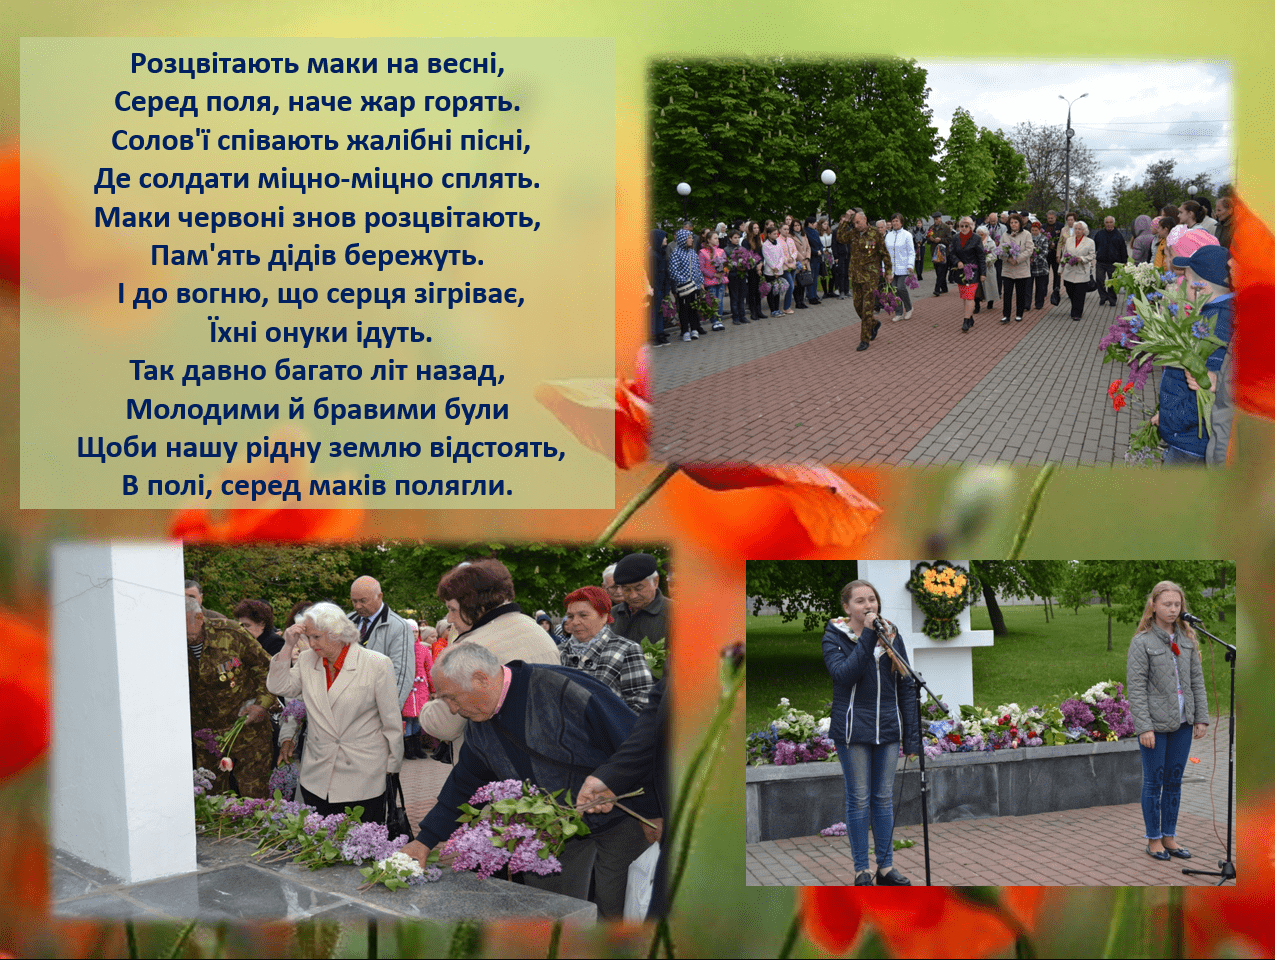 Розцвітають маки на весні,
Серед поля, наче жар горять.
Солов'ї співають жалібні пісні,
Де солдати міцно-міцно сплять.
Маки червоні знов розцвітають,
Пам'ять дідів бережуть.
І до вогню, що серця зігріває,
Їхні онуки ідуть.
Так давно багато літ назад,
Молодими й бравими були
Щоби нашу рідну землю відстоять,
В полі, серед маків полягли.